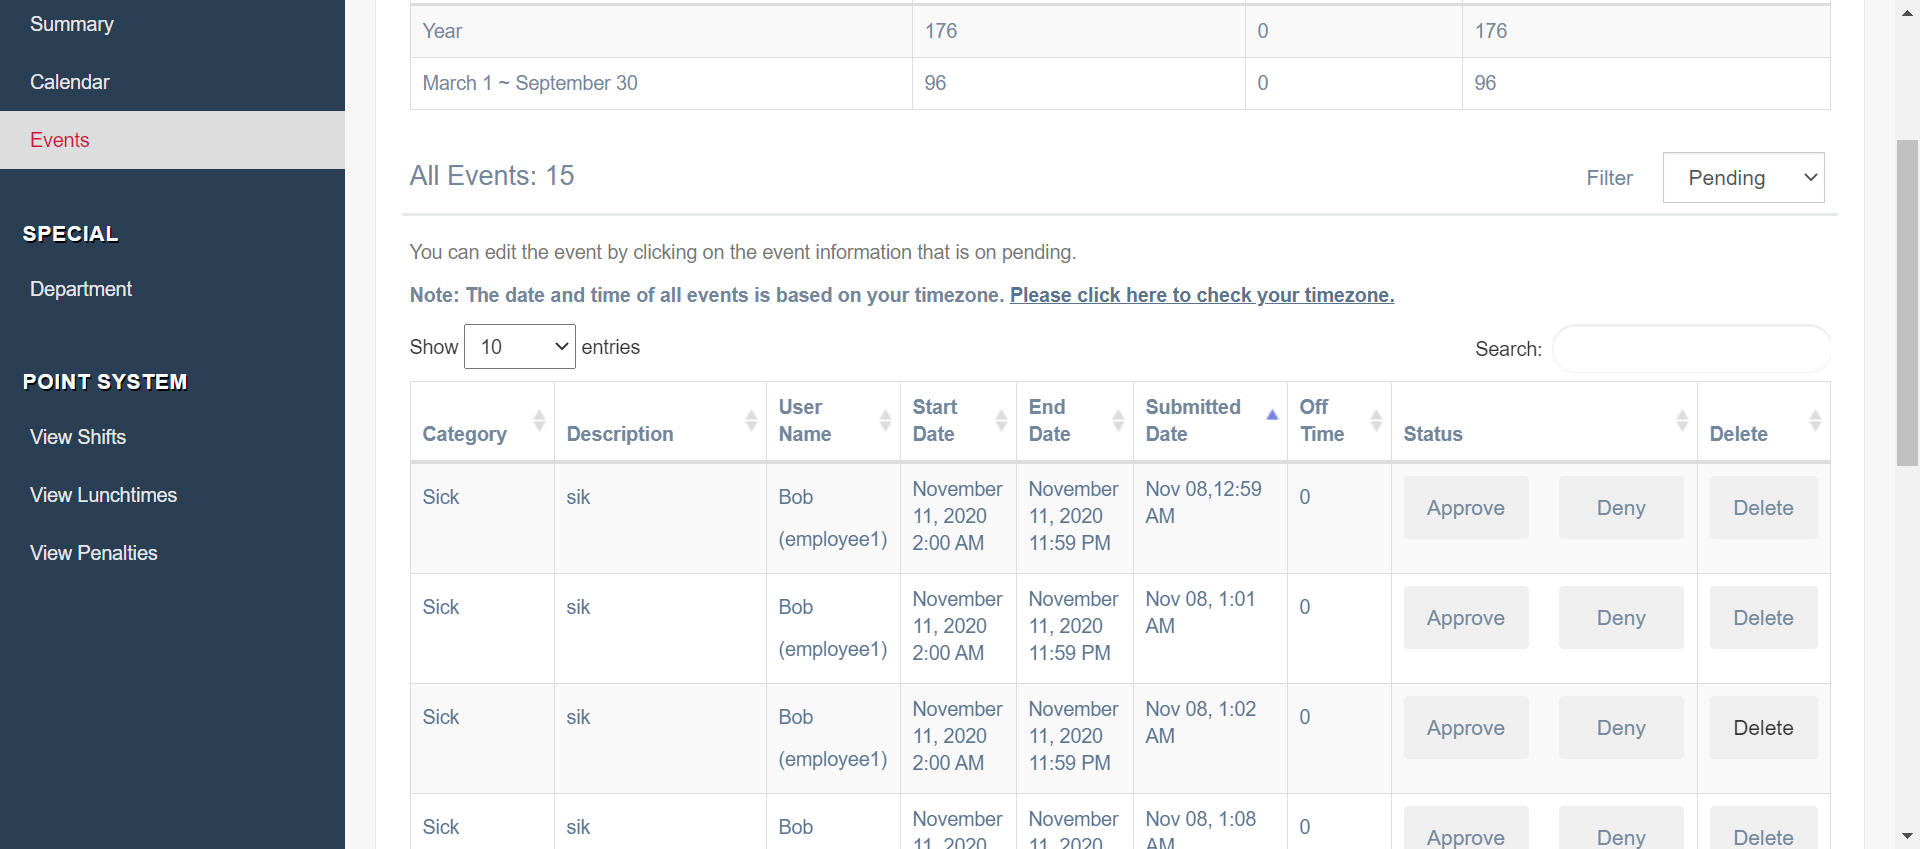 Summary
Calendar
Events
SPECIAL
Department
POINT SYSTEM
View Shifts
View Lunchtimes
View Penalties
Year 176 0 176
March 1 ~ September 30 96 0 96
All Events: 15
Filter Pending
You can edit the event by clicking on the event information that is on pending.
Note: The date and time of all events is based on your timezone. Please click here to check your timezone.
Show 10 entries
Search:
User Start End Submitted Off
Category Description Name Date Date Date Time Status Delete
Sick sik Bob November November Nov 08,12:59 0 Approve Deny Delete
11, 2020 11, 2020 AM
(employee1) 2:00 AM 11:59 PM
Sick sik Bob November November Nov 08, 1:01 0 Approve Deny Delete
11, 2020 11, 2020 AM
(employee1) 2:00 AM 11:59 PM
Sick sik Bob November November Nov 08, 1:02 0 Approve Deny Delete
11, 2020 11, 2020 AM
(employee1) 2:00 AM 11:59 PM
Sick sik Bob November November Nov 08, 1:08 0 Approve Deny Delete
11, 2020 11, 2020 AM